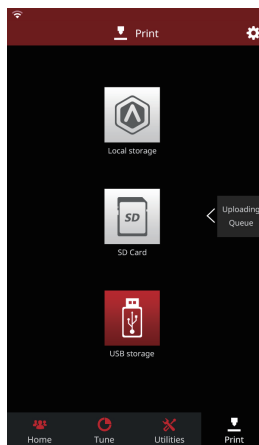 Print
Local storage
SD
SD Card
Uploading
Queue
USB storage
Home Tune Utilities Print